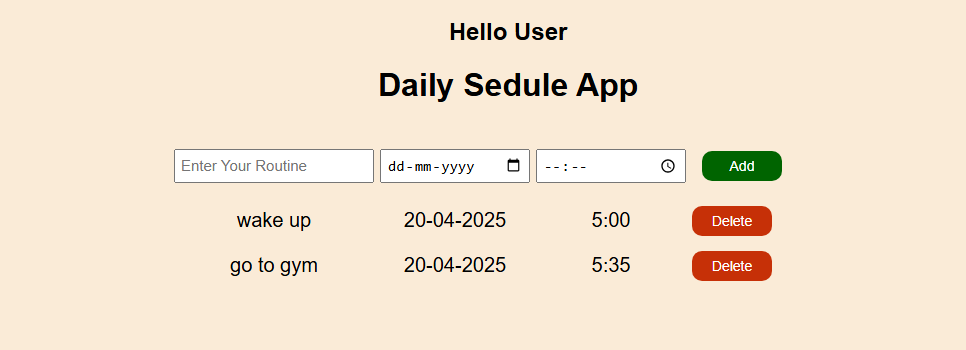 Hello User
Daily Sedule App
Enter Your Routine dd-mm-yyyy --:-- Add
wake up 20-04-2025 5:00 Delete
go to gym 20-04-2025 5:35 Delete